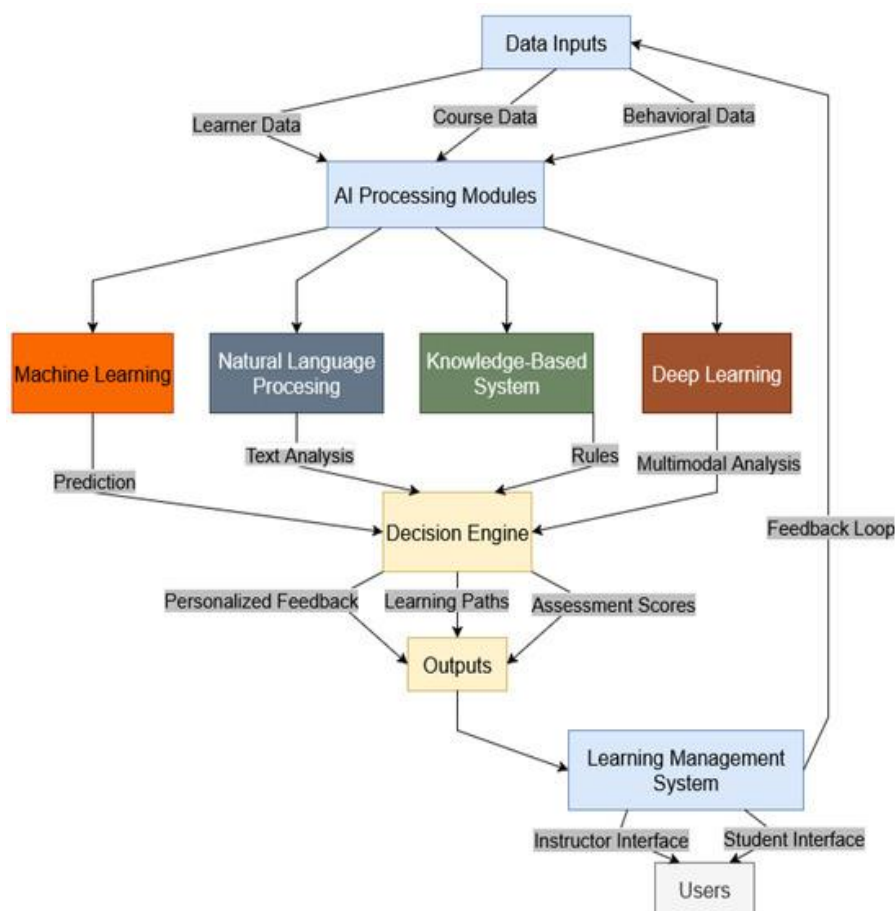 Data Inputs
Learner Data
Course Data
Behavioral Data
AI Processing Modules
Machine Learning
Natural Language
Procesing
Knowledge-Based
System
Deep Learning
Text Analysis
Rules
Multimodal Analysis
Prediction
Decision Engine
Feedback Loop
Personalized Feedback
Learning Paths
Assessment Scores
Outputs
Learning Management
System
Instructor Interface
Student Interface
Users